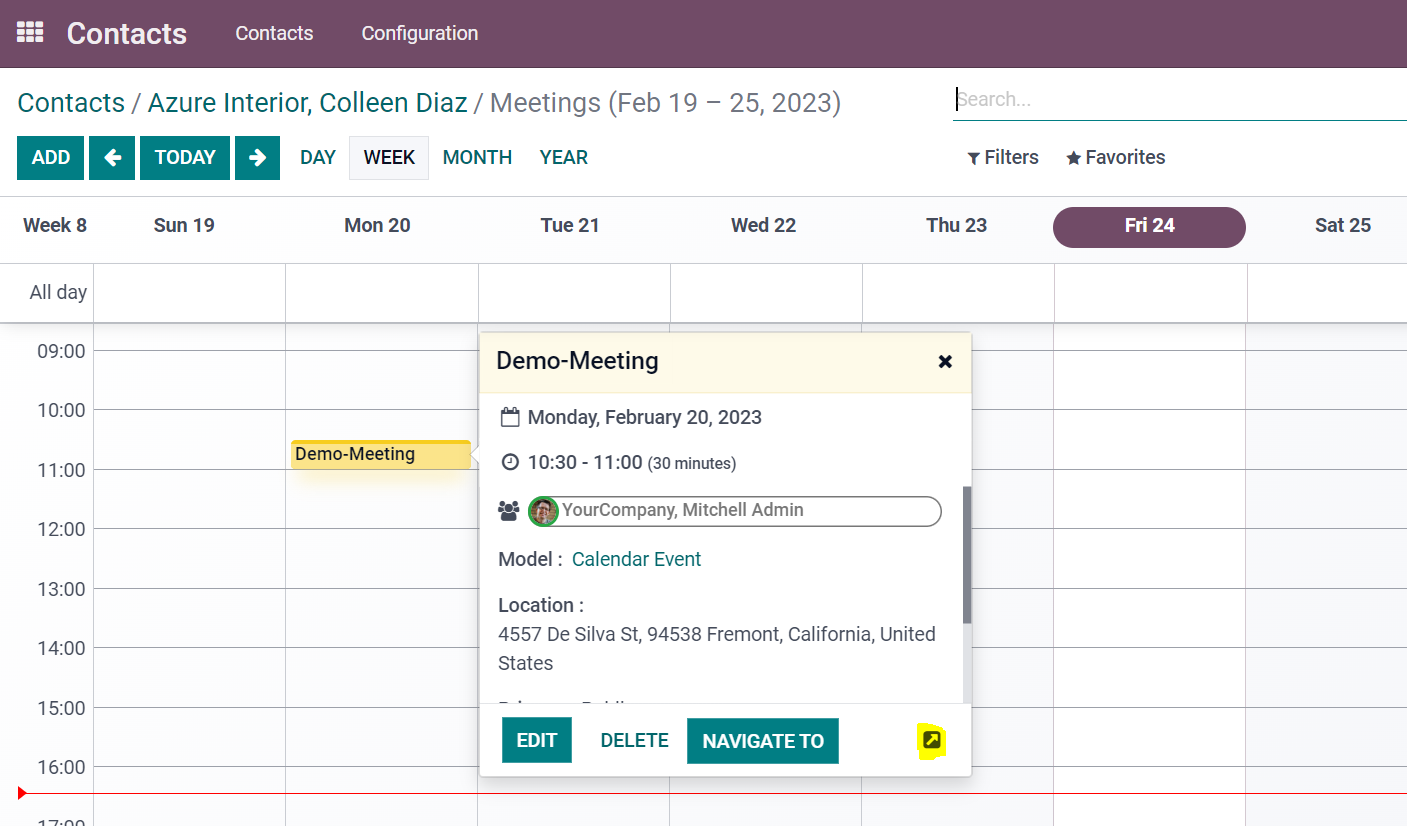 Contacts Contacts Configuration
Contacts / Azure Interior, Colleen Diaz / Meetings (Feb 19 – 25, 2023)
Search...
ADD TODAY DAY WEEK MONTH YEAR
Filters Favorites
Week 8 Sun 19 Mon 20 Tue 21 Wed 22 Thu 23 Fri 24 Sat 25
All day
09:00
10:00
11:00
12:00
13:00
14:00
15:00
16:00
17:00
Demo-Meeting
Demo-Meeting
Monday, February 20, 2023
10:30 - 11:00 (30 minutes)
YourCompany, Mitchell Admin
Model : Calendar Event
Location :
4557 De Silva St, 94538 Fremont, California, United
States
EDIT DELETE NAVIGATE TO